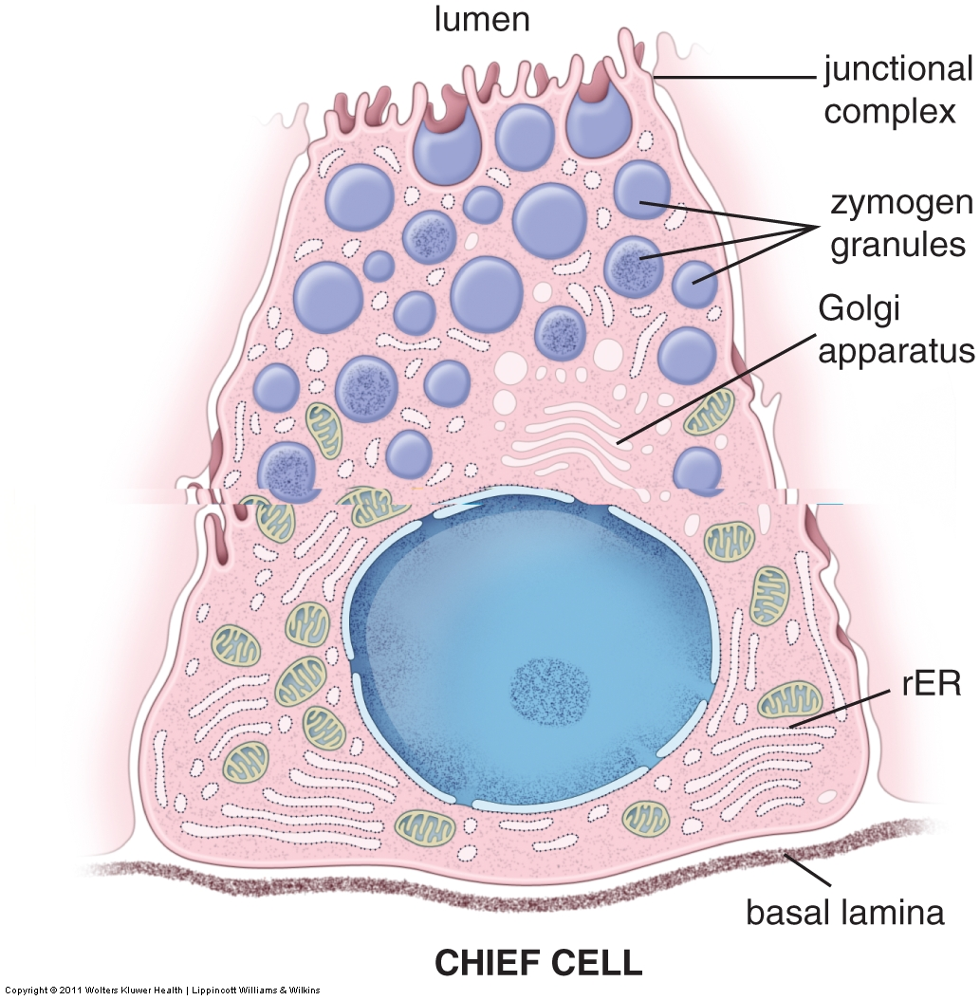 lumen
junctional
complex
zymogen
granules
Golgi
apparatus
rER
basal lamina
CHIEF CELL
Copyright © 2011 Wolters Kluwer Health | Lippincott Williams & Wilkins